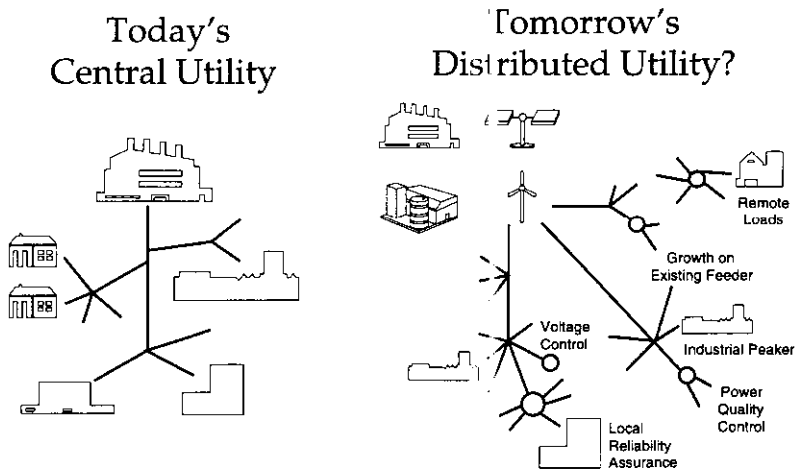 Today's
Central Utility
Tomorrow's
Distributed Utility?
Remote
Loads
Growth on
Existing Feeder
Voltage
Control
Industrial Peaker
Power
Quality
Control
Local
Reliability
Assurance